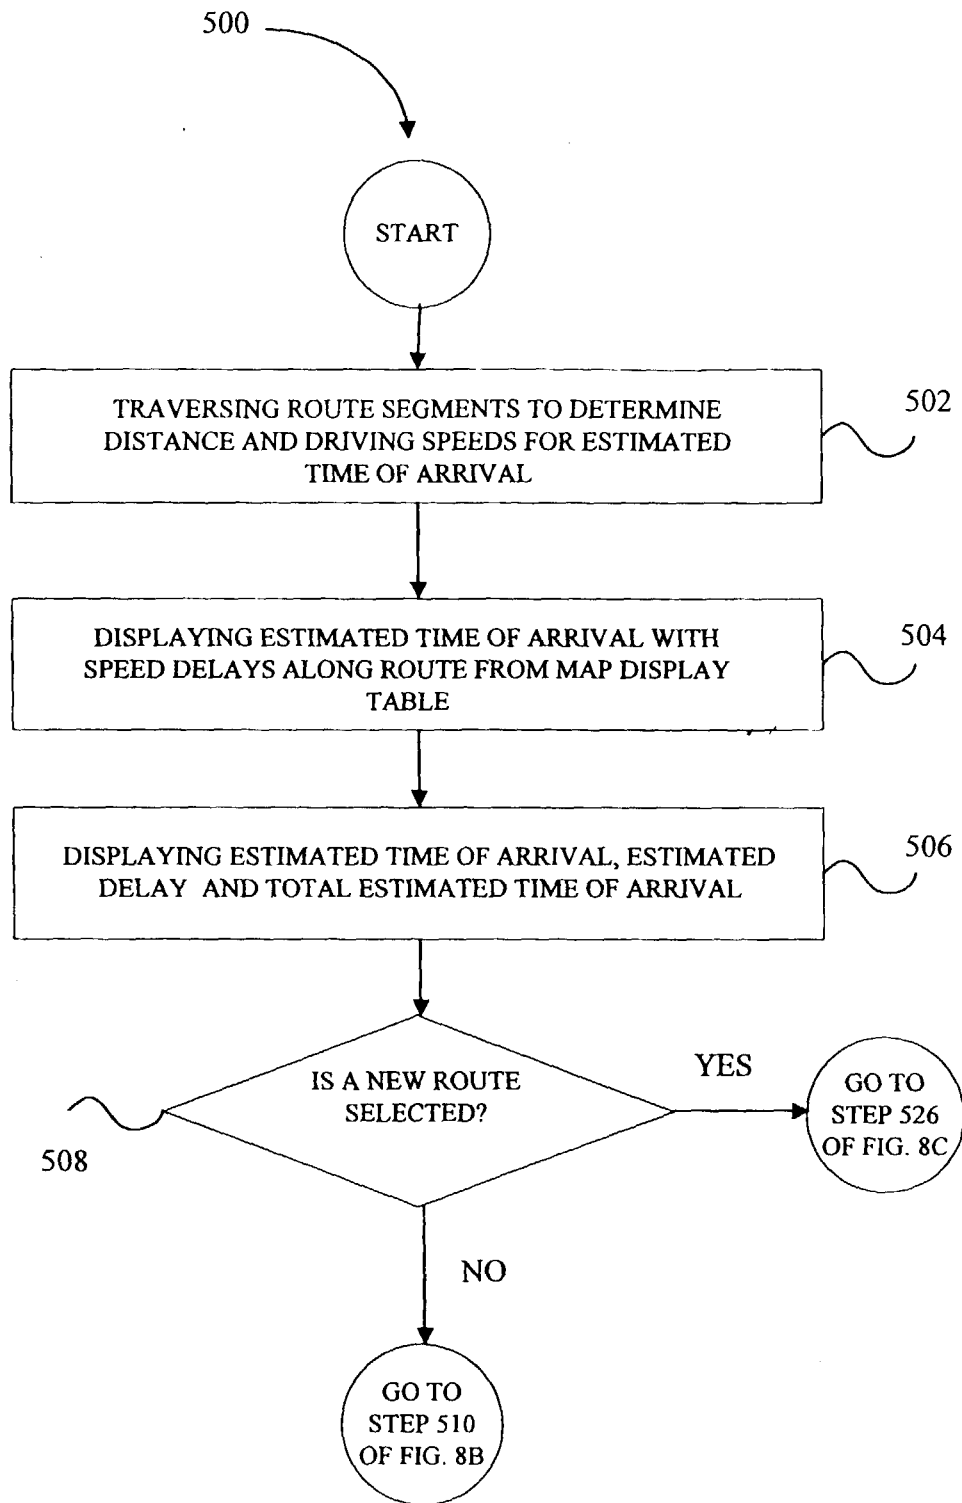 500
START
TRAVERSING ROUTE SEGMENTS TO DETERMINE
DISTANCE AND DRIVING SPEEDS FOR ESTIMATED
TIME OF ARRIVAL
502
DISPLAYING ESTIMATED TIME OF ARRIVAL WITH
SPEED DELAYS ALONG ROUTE FROM MAP DISPLAY
TABLE
504
DISPLAYING ESTIMATED TIME OF ARRIVAL, ESTIMATED
DELAY AND TOTAL ESTIMATED TIME OF ARRIVAL
506
IS A NEW ROUTE
SELECTED?
508
YES
GO TO
STEP 526
OF FIG. 8C
NO
GO TO
STEP 510
OF FIG. 8B